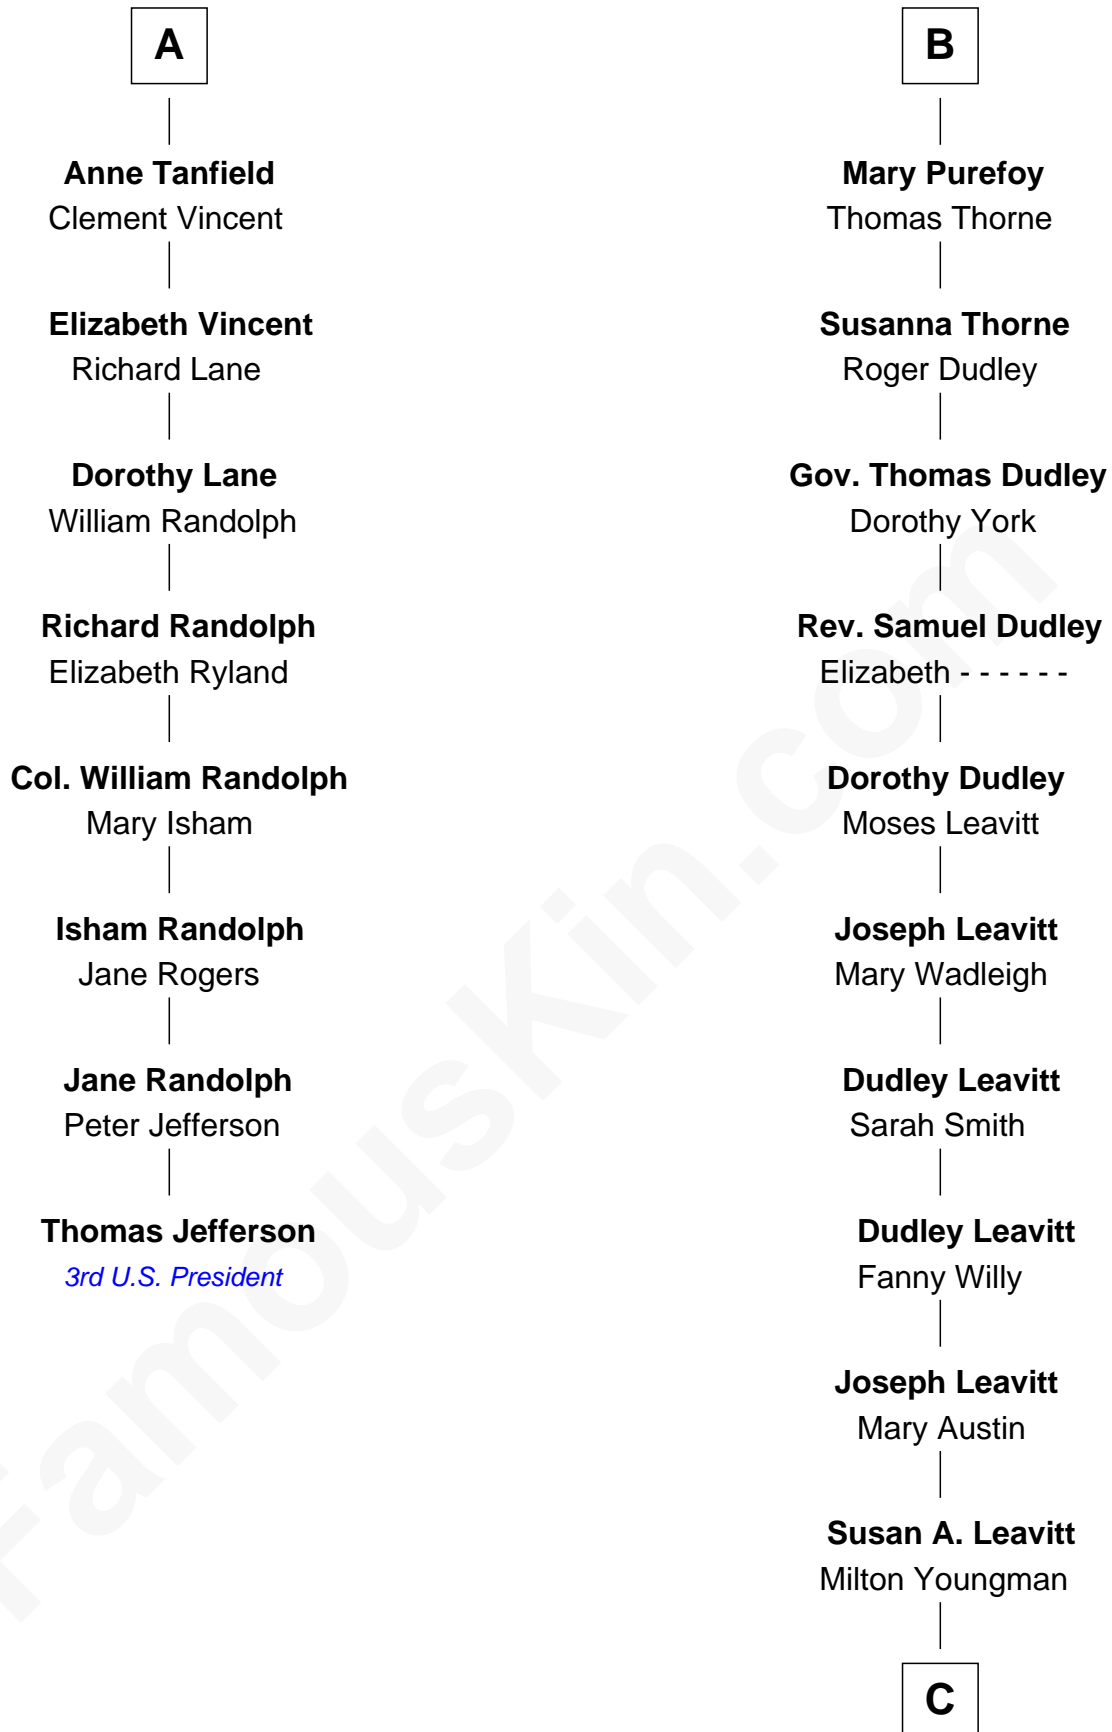 A
Anne Tanfield
Clement Vincent
Elizabeth Vincent
Richard Lane
Dorothy Lane
William Randolph
Richard Randolph
Elizabeth Ryland
Col. William Randolph
Mary Isham
Isham Randolph
Jane Rogers
Jane Randolph
Peter Jefferson
Thomas Jefferson
3rd U.S. President
B
Mary Purefoy
Thomas Thorne
Susanna Thorne
Roger Dudley
Gov. Thomas Dudley
Dorothy York
Rev. Samuel Dudley
Elizabeth - - - - - -
Dorothy Dudley
Moses Leavitt
Joseph Leavitt
Mary Wadleigh
Dudley Leavitt
Sarah Smith
Dudley Leavitt
Fanny Willy
Joseph Leavitt
Mary Austin
Susan A. Leavitt
Milton Youngman
C
FamousKin.com